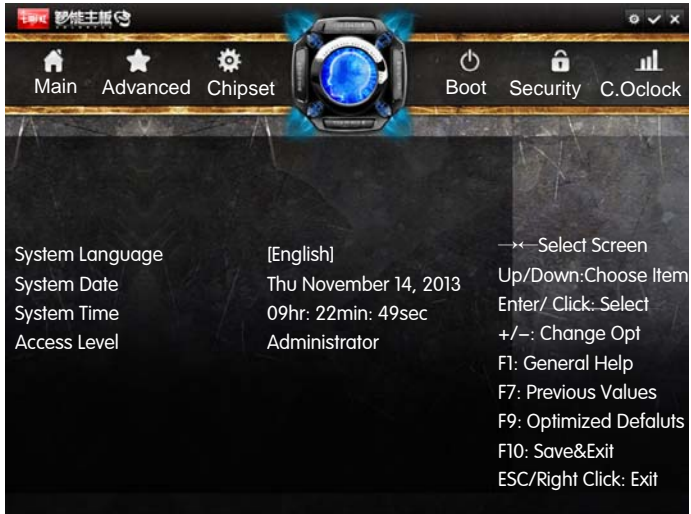 七彩虹 智能主板
Main Advanced Chipset Boot Security C.Oclock
System Language [English]
System Date Thu November 14, 2013
System Time 09hr: 22min: 49sec
Access Level Administrator
→←Select Screen
Up/Down:Choose Item
Enter/ Click: Select
+/–: Change Opt
F1: General Help
F7: Previous Values
F9: Optimized Defaluts
F10: Save&Exit
ESC/Right Click: Exit